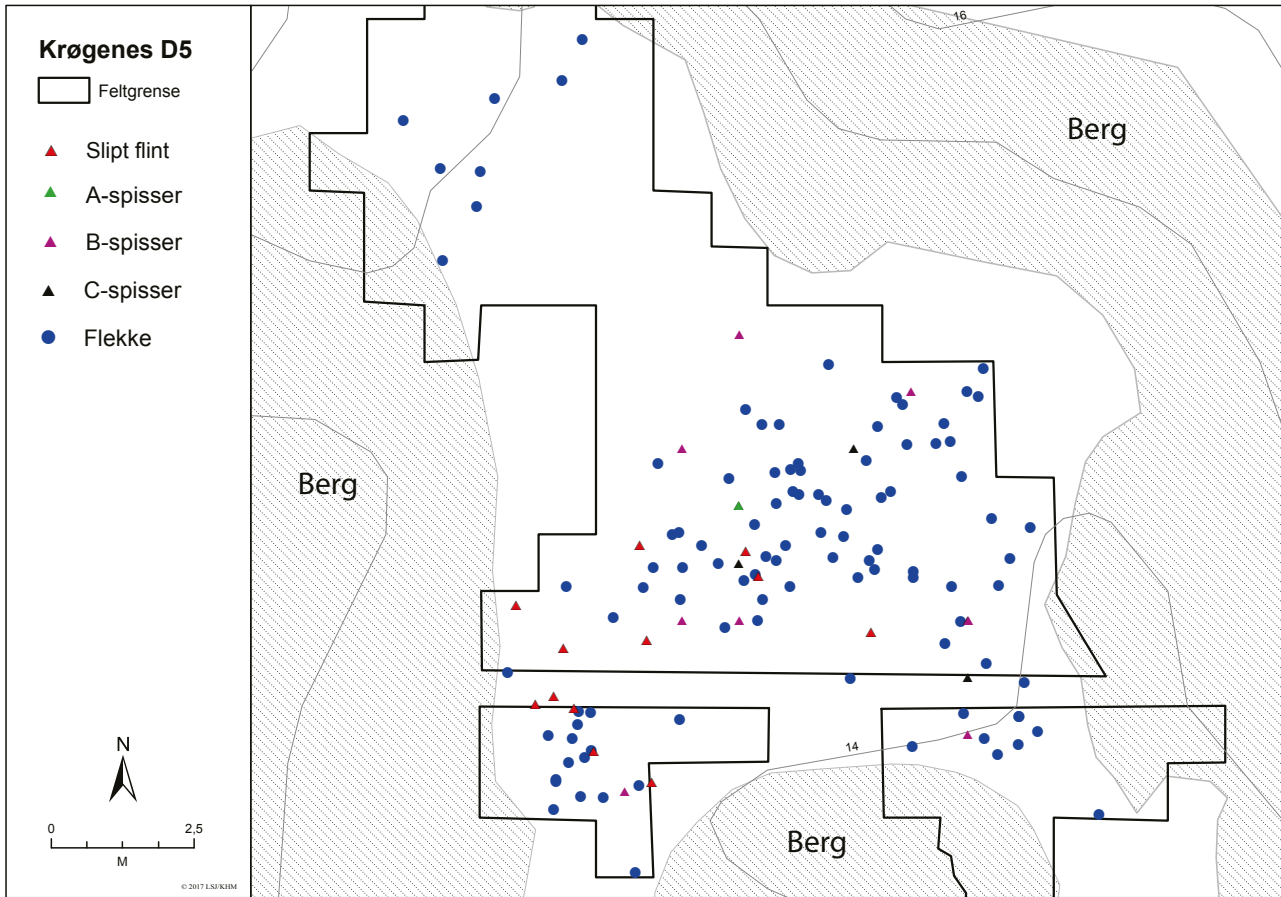 Krøgenes D5
Feltgrense
Slipt flint
A-spisser
B-spisser
C-spisser
Flekke
N
0 2,5
M
© 2017 LSJ/KHM
16
Berg
Berg
14
Berg